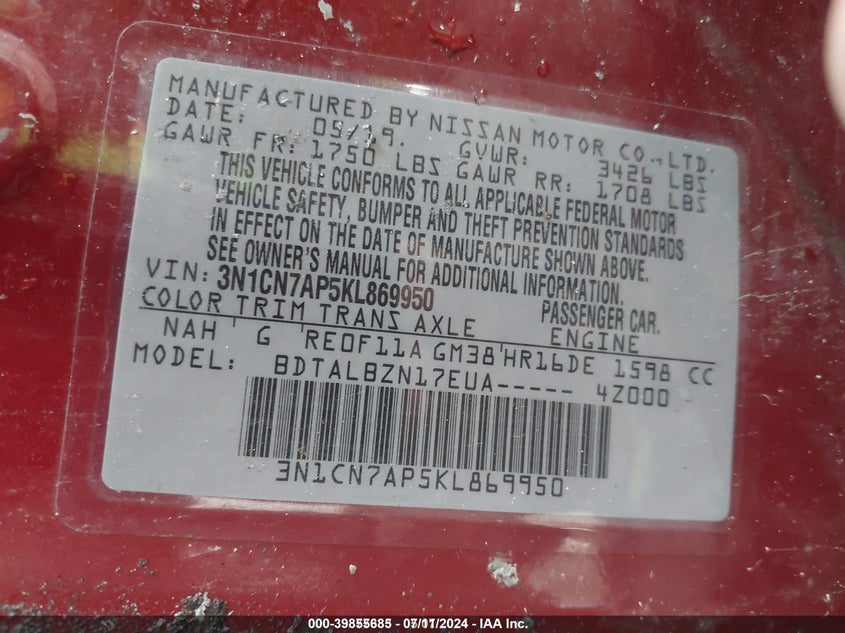 MANUFACTURED BY NISSAN MOTOR CO.,LTD.
DATE: 05/19. GVWR: 3426 LBS
GAWR FR: 1750 LBS GAWR RR: 1708 LBS
THIS VEHICLE CONFORMS TO ALL APPLICABLE FEDERAL MOTOR
VEHICLE SAFETY, BUMPER AND THEFT PREVENTION STANDARDS
IN EFFECT ON THE DATE OF MANUFACTURE SHOWN ABOVE.
SEE OWNER'S MANUAL FOR ADDITIONAL INFORMATION.
VIN: 3N1CN7AP5KL869950 PASSENGER CAR.
COLOR TRIM TRANS AXLE ENGINE
NAH G RE0F11A GM38 HR16DE 1598 CC
MODEL: BDTALBZN17EUA----- 4Z000
3N1CN7AP5KL869950
000-39855685 - 07/11/2024 - IAA Inc.